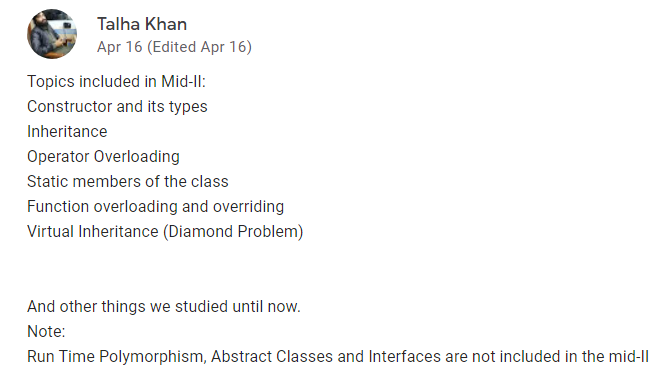 Talha Khan
Apr 16 (Edited Apr 16)
Topics included in Mid-II:
Constructor and its types
Inheritance
Operator Overloading
Static members of the class
Function overloading and overriding
Virtual Inheritance (Diamond Problem)
And other things we studied until now.
Note:
Run Time Polymorphism, Abstract Classes and Interfaces are not included in the mid-II